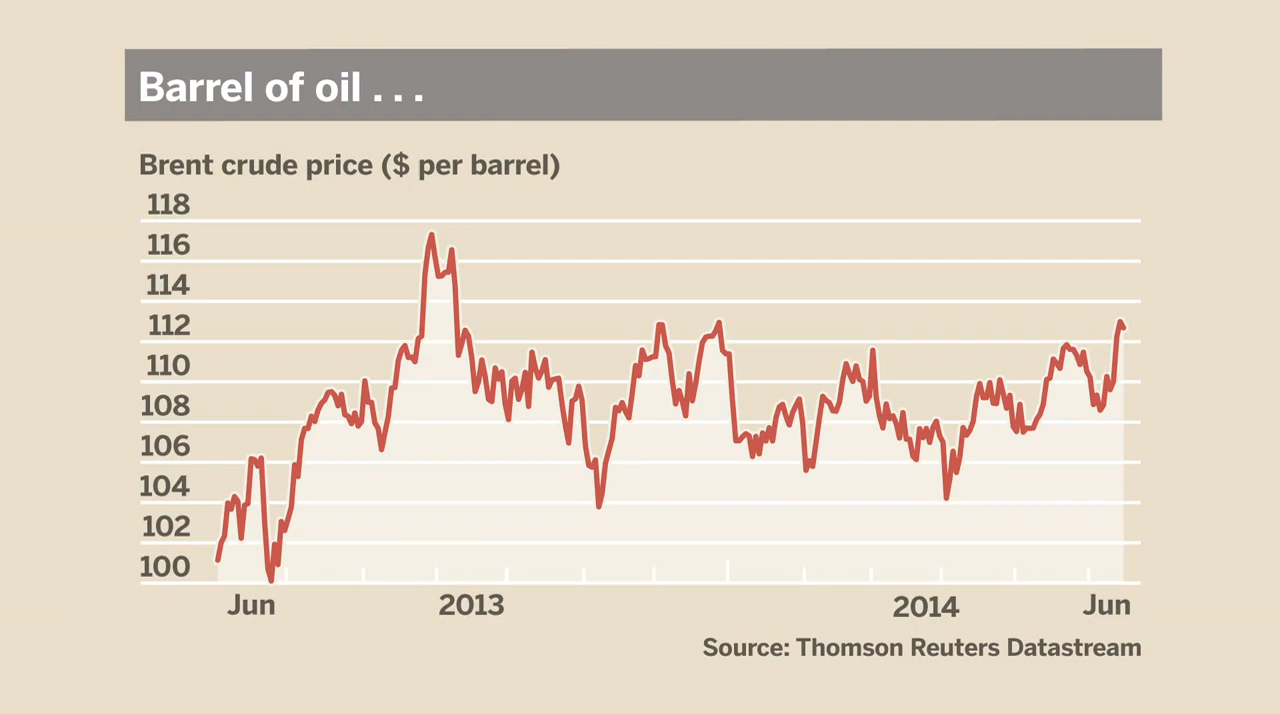 Barrel of oil . . .
Brent crude price ($ per barrel)
118
116
114
112
110
108
106
104
102
100
Jun 2013 2014 Jun
Source: Thomson Reuters Datastream